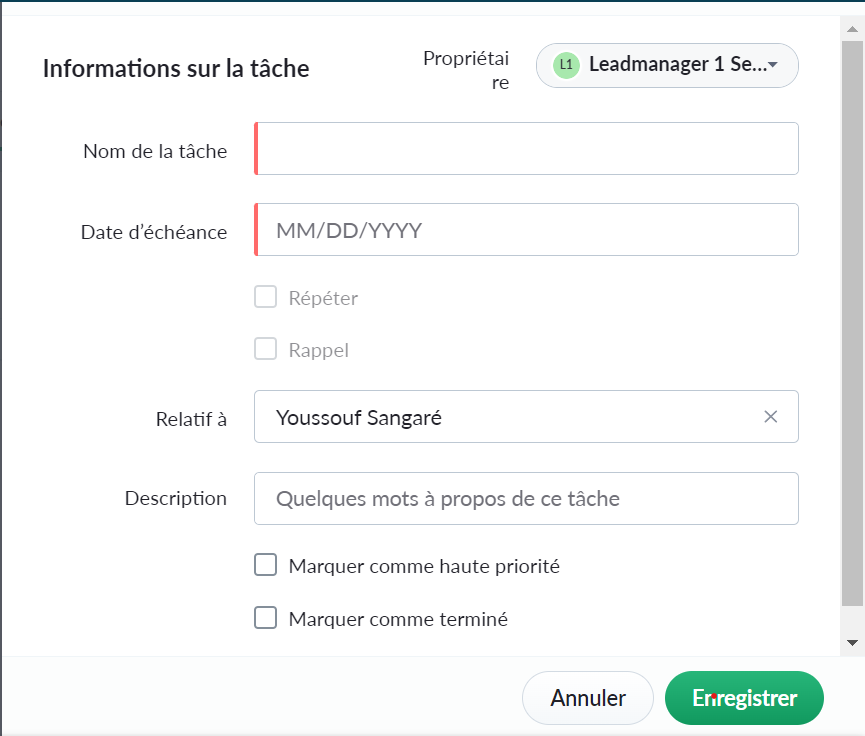 Informations sur la tâche
Propriétai
re
L1 Leadmanager 1 Se...
Nom de la tâche
Date d’échéance
MM/DD/YYYY
Répéter
Rappel
Relatif à
Youssouf Sangaré
Description
Quelques mots à propos de ce tâche
Marquer comme haute priorité
Marquer comme terminé
Annuler
Enregistrer